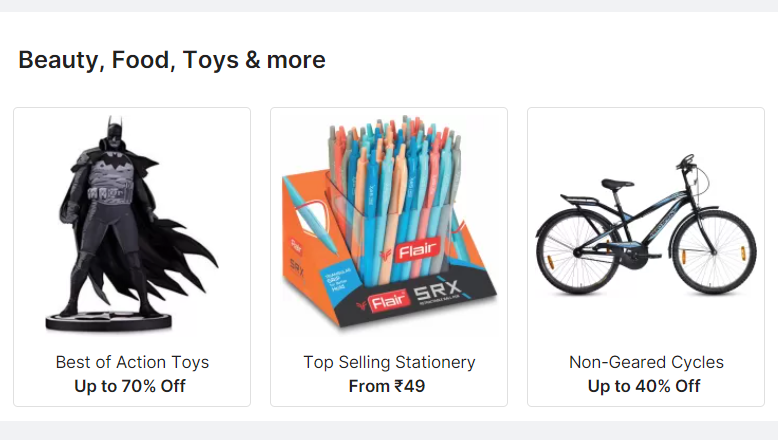 Beauty, Food, Toys & more
Flair
SRX
Flair
SRX
Best of Action Toys
Up to 70% Off
Top Selling Stationery
From ₹49
Non-Geared Cycles
Up to 40% Off